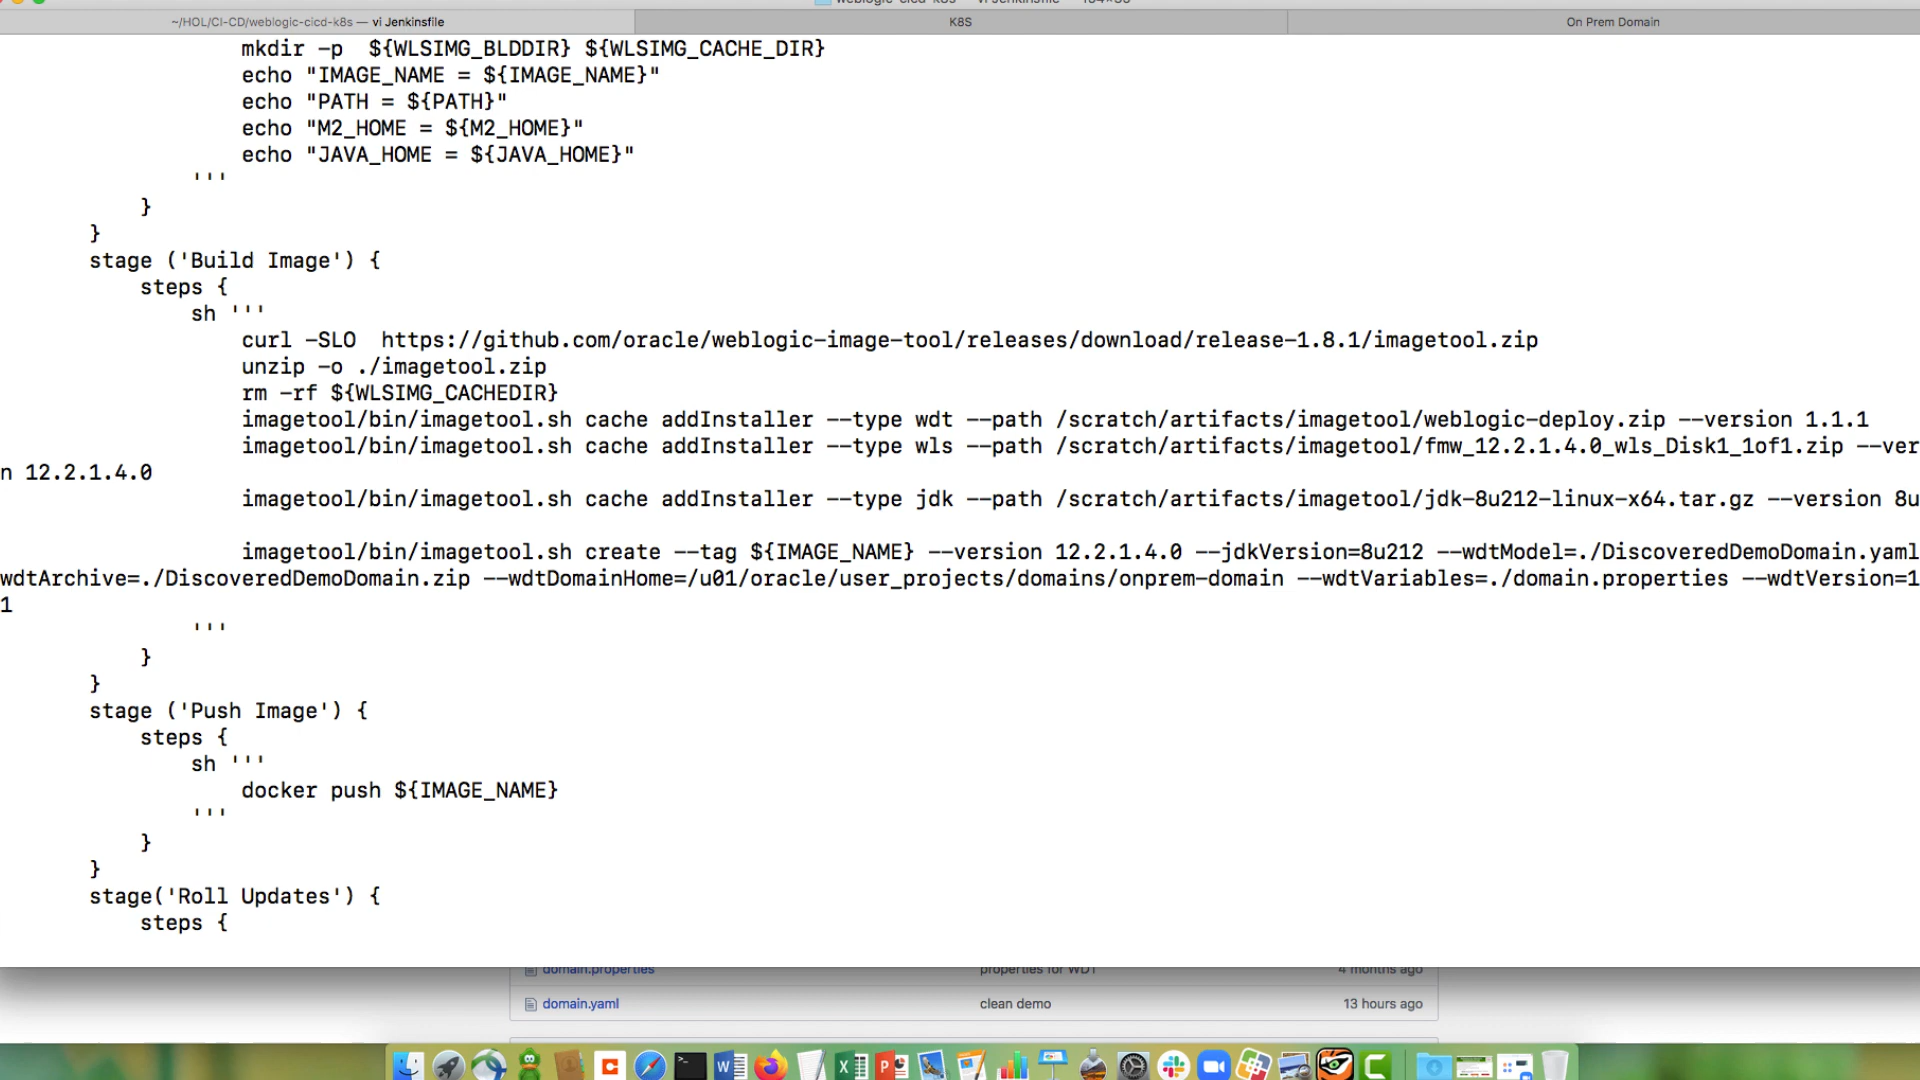 ~/HOL/CI-CD/weblogic-cicd-k8s — vi Jenkinsfile
K8S
On Prem Domain
mkdir -p  ${WLSIMG_BLDDIR} ${WLSIMG_CACHE_DIR}
echo "IMAGE_NAME = ${IMAGE_NAME}"
echo "PATH = ${PATH}"
echo "M2_HOME = ${M2_HOME}"
echo "JAVA_HOME = ${JAVA_HOME}"
'''
}
}
stage ('Build Image') {
steps {
sh '''
curl -SLO  https://github.com/oracle/weblogic-image-tool/releases/download/release-1.8.1/imagetool.zip
unzip -o ./imagetool.zip
rm -rf ${WLSIMG_CACHEDIR}
imagetool/bin/imagetool.sh cache addInstaller --type wdt --path /scratch/artifacts/imagetool/weblogic-deploy.zip --version 1.1.1
imagetool/bin/imagetool.sh cache addInstaller --type wls --path /scratch/artifacts/imagetool/fmw_12.2.1.4.0_wls_Disk1_1of1.zip --ver
n 12.2.1.4.0
imagetool/bin/imagetool.sh cache addInstaller --type jdk --path /scratch/artifacts/imagetool/jdk-8u212-linux-x64.tar.gz --version 8u
imagetool/bin/imagetool.sh create --tag ${IMAGE_NAME} --version 12.2.1.4.0 --jdkVersion=8u212 --wdtModel=./DiscoveredDemoDomain.yaml
wdtArchive=./DiscoveredDemoDomain.zip --wdtDomainHome=/u01/oracle/user_projects/domains/onprem-domain --wdtVariables=./domain.properties --wdtVersion=1
1
'''
}
}
stage ('Push Image') {
steps {
sh '''
docker push ${IMAGE_NAME}
'''
}
}
stage('Roll Updates') {
steps {
domain.properties properties for WDT 4 months ago
domain.yaml clean demo 13 hours ago